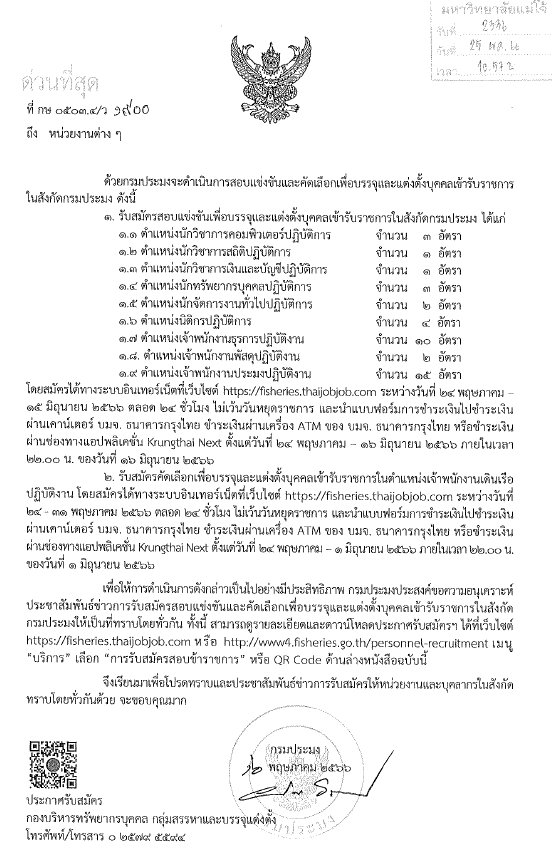 มหาวิทยาลัยแม่โจ้
วันที่ 2336
วันที่ 25 พ.ค.
เวลา
ด่วนที่สุด
ที่ กษ ๐๕๐๓.๔/ว ๑๙๐๐
ถึง หน่วยงานต่าง ๆ
ด้วยกรมประมงจะดำเนินการสอบแข่งขันและคัดเลือกเพื่อบรรจุและแต่งตั้งบุคคลเข้ารับราชการ
ในสังกัดกรมประมง ดังนี้
๑. รับสมัครสอบแข่งขันเพื่อบรรจุและแต่งตั้งบุคคลเข้ารับราชการในสังกัดกรมประมง ได้แก่
๑.๑ ตำแหน่งนักวิชาการคอมพิวเตอร์ปฏิบัติการ จำนวน ๓ อัตรา
๑.๒ ตำแหน่งนักวิชาการสถิติปฏิบัติการ จำนวน ๑ อัตรา
๑.๓ ตำแหน่งนักวิชาการเงินและบัญชีปฏิบัติการ จำนวน ๑ อัตรา
๑.๔ ตำแหน่งนักทรัพยากรบุคคลปฏิบัติการ จำนวน ๓ อัตรา
๑.๕ ตำแหน่งนักจัดการงานทั่วไปปฏิบัติการ จำนวน ๒ อัตรา
๑.๖ ตำแหน่งนิติกรปฏิบัติการ จำนวน ๔ อัตรา
๑.๗ ตำแหน่งเจ้าพนักงานธุรการปฏิบัติงาน จำนวน ๑๐ อัตรา
๑.๘. ตำแหน่งเจ้าพนักงานพัสดุปฏิบัติงาน จำนวน ๒ อัตรา
๑.๙ ตำแหน่งเจ้าพนักงานประมงปฏิบัติงาน จำนวน ๑๕ อัตรา
โดยสมัครได้ทางระบบอินเทอร์เน็ตที่เว็บไซต์ https://fisheries.thaijobjob.com ระหว่างวันที่ ๒๔ พฤษภาคม –
๑๕ มิถุนายน ๒๕๖๖ ตลอด ๒๔ ชั่วโมง ไม่เว้นวันหยุดราชการ และนำแบบฟอร์มการชำระเงินไปชำระเงิน
ผ่านเคาน์เตอร์ บมจ. ธนาคารกรุงไทย ชำระเงินผ่านเครื่อง ATM ของ บมจ. ธนาคารกรุงไทย หรือชำระเงิน
ผ่านช่องทางแอปพลิเคชั่น Krungthai Next ตั้งแต่วันที่ ๒๔ พฤษภาคม – ๑๖ มิถุนายน ๒๕๖๖ ภายในเวลา
๒๒.๐๐ น. ของวันที่ ๑๖ มิถุนายน ๒๕๖๖
๒. รับสมัครคัดเลือกเพื่อบรรจุและแต่งตั้งบุคคลเข้ารับราชการในตำแหน่งเจ้าพนักงานเดินเรือ
ปฏิบัติงาน โดยสมัครได้ทางระบบอินเทอร์เน็ตที่เว็บไซต์ https://fisheries.thaijobjob.com ระหว่างวันที่
๒๔ - ๓๑ พฤษภาคม ๒๕๖๖ ตลอด ๒๔ ชั่วโมง ไม่เว้นวันหยุดราชการ และนำแบบฟอร์มการชำระเงินไปชำระเงิน
ผ่านเคาน์เตอร์ บมจ. ธนาคารกรุงไทย ชำระเงินผ่านเครื่อง ATM ของ บมจ. ธนาคารกรุงไทย หรือชำระเงิน
ผ่านช่องทางแอปพลิเคชั่น Krungthai Next ตั้งแต่วันที่ ๒๔ พฤษภาคม – ๑ มิถุนายน ๒๕๖๖ ภายในเวลา ๒๒.๐๐ น.
ของวันที่ ๑ มิถุนายน ๒๕๖๖
เพื่อให้การดำเนินการดังกล่าวเป็นไปอย่างมีประสิทธิภาพ กรมประมงประสงค์ขอความอนุเคราะห์
ประชาสัมพันธ์ข่าวการรับสมัครสอบแข่งขันและคัดเลือกเพื่อบรรจุและแต่งตั้งบุคคลเข้ารับราชการในสังกัด
กรมประมงให้เป็นที่ทราบโดยทั่วกัน ทั้งนี้ สามารถดูรายละเอียดและดาวน์โหลดประกาศรับสมัครฯ ได้ที่เว็บไซต์
https://fisheries.thaijobjob.com หรือ http://www4.fisheries.go.th/personnel-recruitment เมนู
“บริการ” เลือก “การรับสมัครสอบข้าราชการ” หรือ QR Code ด้านล่างหนังสือฉบับนี้
จึงเรียนมาเพื่อโปรดทราบและประชาสัมพันธ์ข่าวการรับสมัครให้หน่วยงานและบุคลากรในสังกัด
ทราบโดยทั่วกันด้วย จะขอบคุณมาก
กรมประมง
๑๒ พฤษภาคม ๒๕๖๖
กรมประมง
ประกาศรับสมัคร
กองบริหารทรัพยากรบุคคล กลุ่มสรรหาและบรรจุแต่งตั้ง
โทรศัพท์/โทรสาร ๐ ๒๕๗๙ ๕๕๙๔